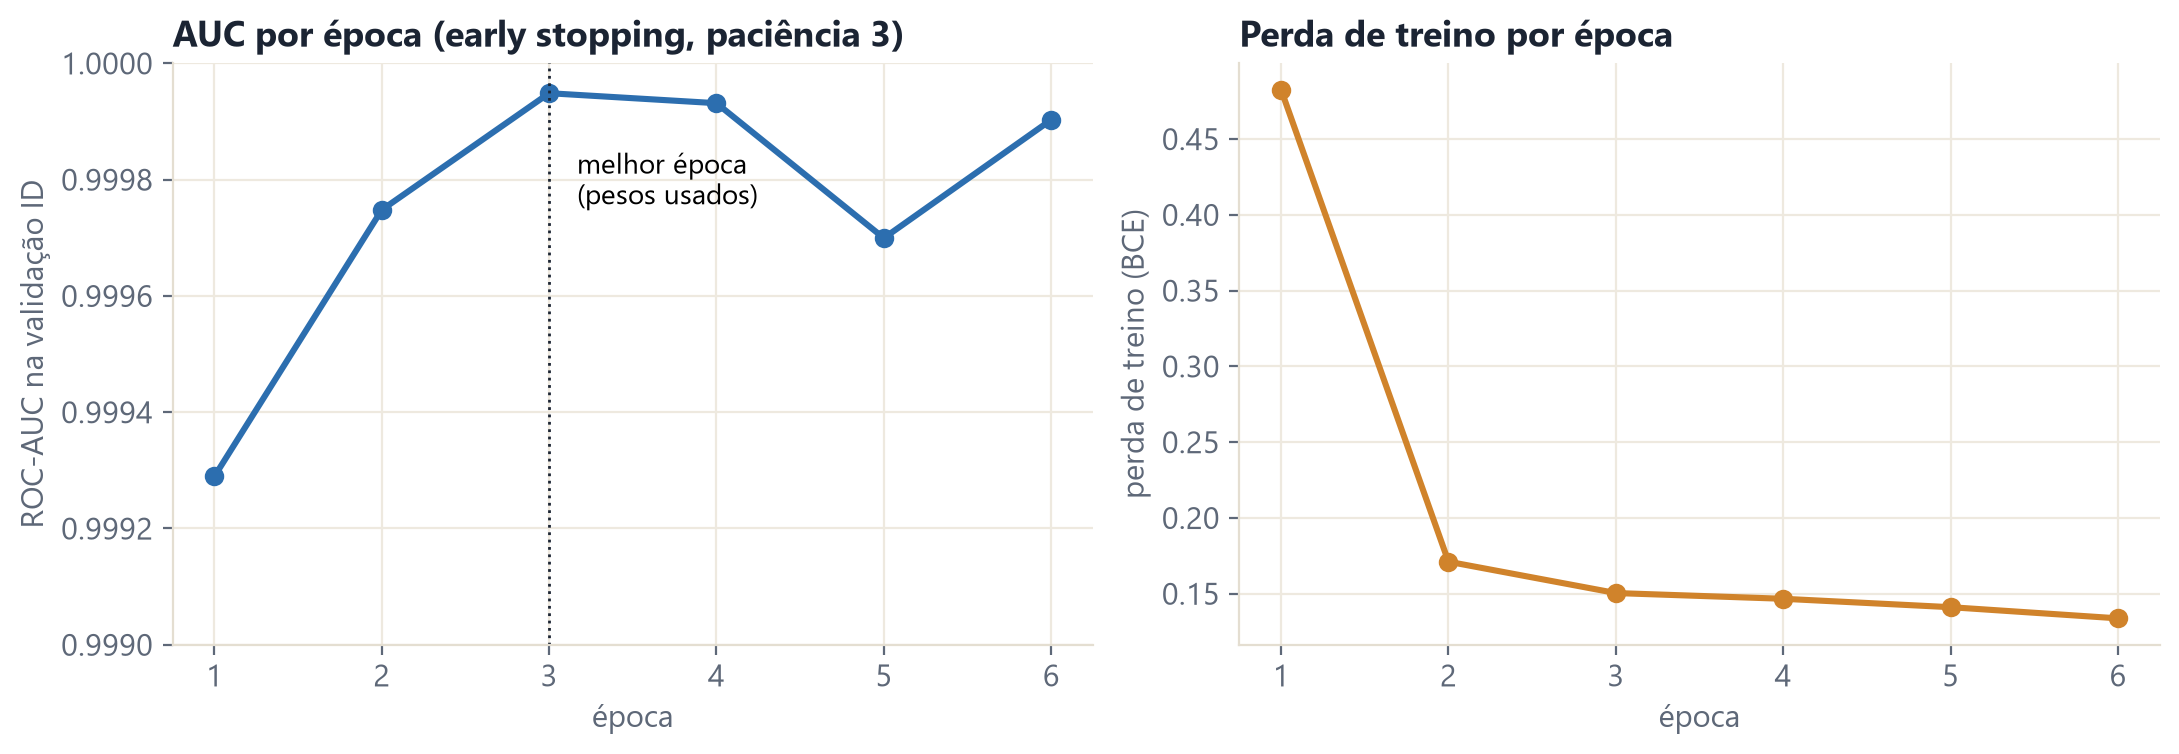 AUC por época (early stopping, paciência 3)
1.0000
0.9998
0.9996
0.9994
0.9992
0.9990
ROC-AUC na validação ID
melhor época
(pesos usados)
1 2 3 4 5 6
época
Perda de treino por época
0.45
0.40
0.35
0.30
0.25
0.20
0.15
perda de treino (BCE)
1 2 3 4 5 6
época